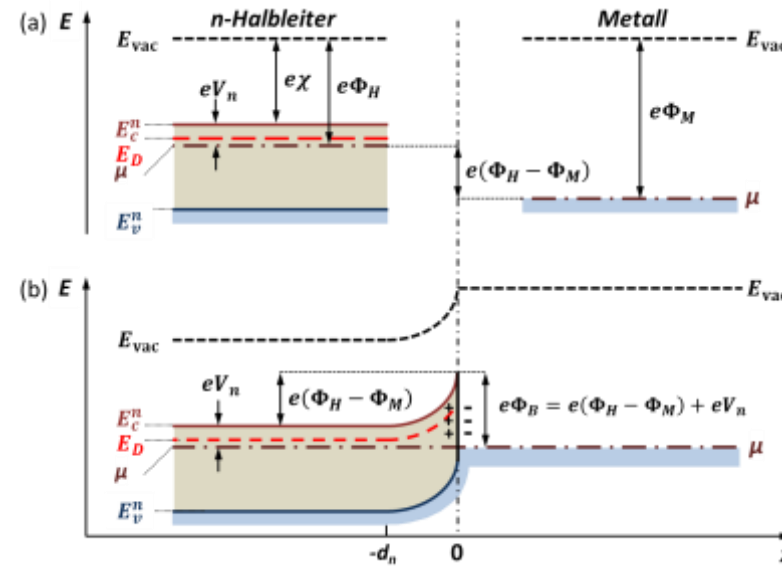 (a) E n-Halbleiter Metall
E_vac E_vac
eV_n eχ eΦ_H eΦ_M
E_c^n
E_D
μ e(Φ_H − Φ_M) μ
E_v^n
(b) E
E_vac E_vac
eV_n e(Φ_H − Φ_M) eΦ_B = e(Φ_H − Φ_M) + eV_n
E_c^n + −
E_D + −
μ + − μ
E_v^n
-d_n 0